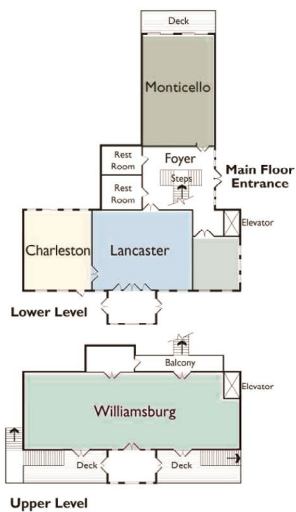 Deck
Monticello
Rest
Room
Foyer
Steps
Main Floor
Entrance
Rest
Room
Elevator
Charleston
Lancaster
Lower Level
Balcony
Elevator
Williamsburg
Deck
Deck
Upper Level